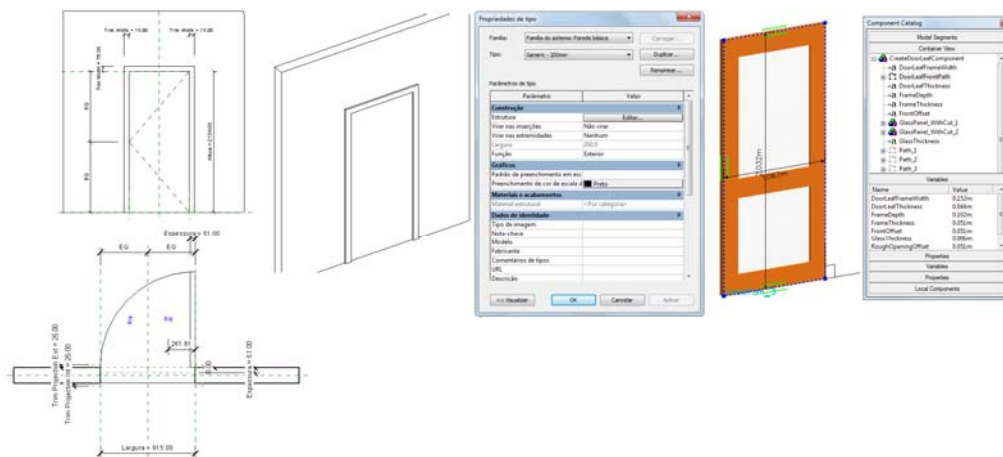 Trim Width = 76.00
Trim Width = 76.00
Trim Width = 76.00
EQ
EQ
Espessura = 51.00
EQ
EQ
261.91
Trim Projection Ext = 25.00
Trim Projection Int = 25.00
Espessura = 51.00
Largura = 915.00
Propriedades de tipo
Família:
Família do sistema: Parede básica
Carregar...
Tipo:
Generic - 200mm
Duplicar...
Renomear...
Parâmetros de tipo
Parâmetro
Valor
Construção
Estrutura
Editar...
Virar nas inserções
Não virar
Virar nas extremidades
Nenhum
Largura
200.0
Função
Exterior
Gráficos
Padrão de preenchimento em esc
Preenchimento de cor de escala d
Preto
Materiais e acabamentos
Material estrutural
<Por categoria>
Dados de identidade
Tipo de imagem
Nota-chave
Modelo
Fabricante
Comentários de tipos
URL
Descrição
<< Visualizar
OK
Cancelar
Aplicar
Component Catalog
Model Segments
Container View
CreateDoorLeafComponent
DoorLeafFrameWidth
DoorLeafFrontPath
DoorLeafThickness
FrameDepth
FrameThickness
FrontOffset
GlassPanel_WithCut_1
GlassPanel_WithCut_2
GlassThickness
Path_1
Path_2
Path_3
Variables
Name
Value
DoorLeafFrameWidth
0.152m
DoorLeafThickness
0.044m
FrameDepth
0.102m
FrameThickness
0.051m
FrontOffset
0.051m
GlassThickness
0.006m
RoughOpeningOffset
0.051m
Properties
Variables
Properties
Local Components